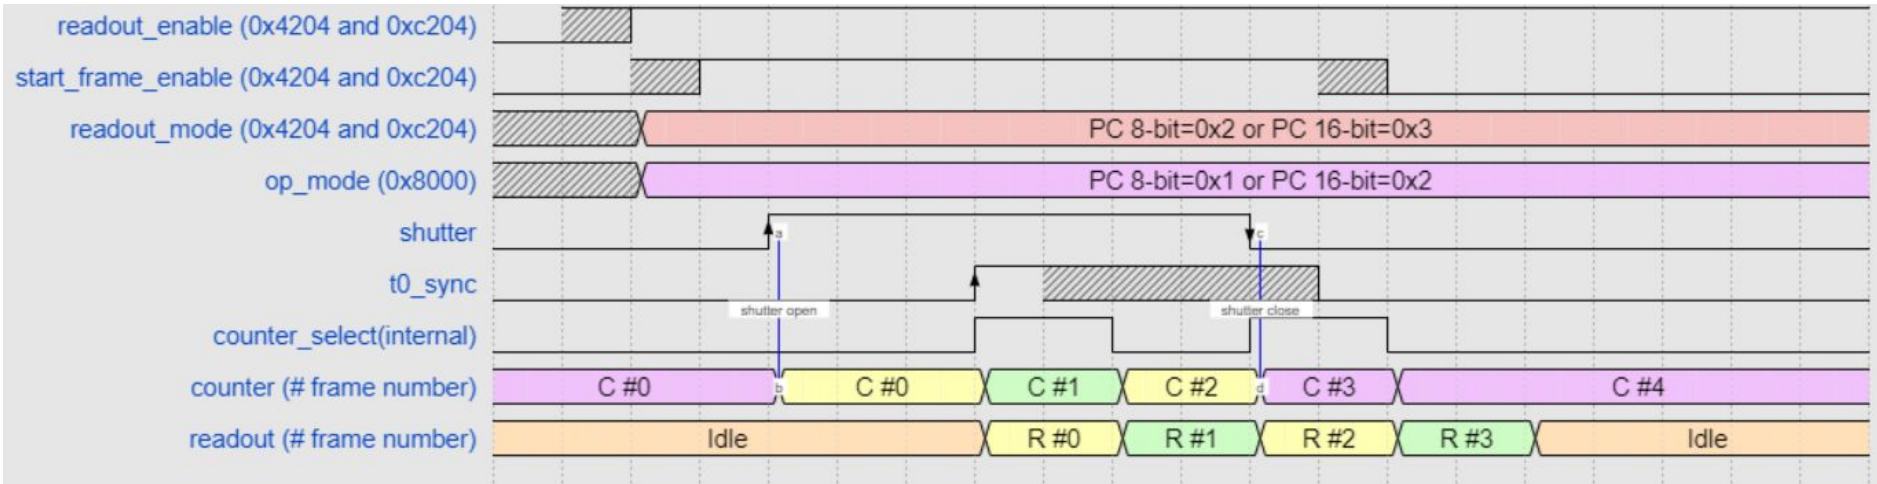 readout_enable (0x4204 and 0xc204)
start_frame_enable (0x4204 and 0xc204)
readout_mode (0x4204 and 0xc204) PC 8-bit=0x2 or PC 16-bit=0x3
op_mode (0x8000) PC 8-bit=0x1 or PC 16-bit=0x2
shutter a c
t0_sync
shutter open shutter close
counter_select(internal)
counter (# frame number) C #0 b C #0 C #1 C #2 d C #3 C #4
readout (# frame number) Idle R #0 R #1 R #2 R #3 Idle